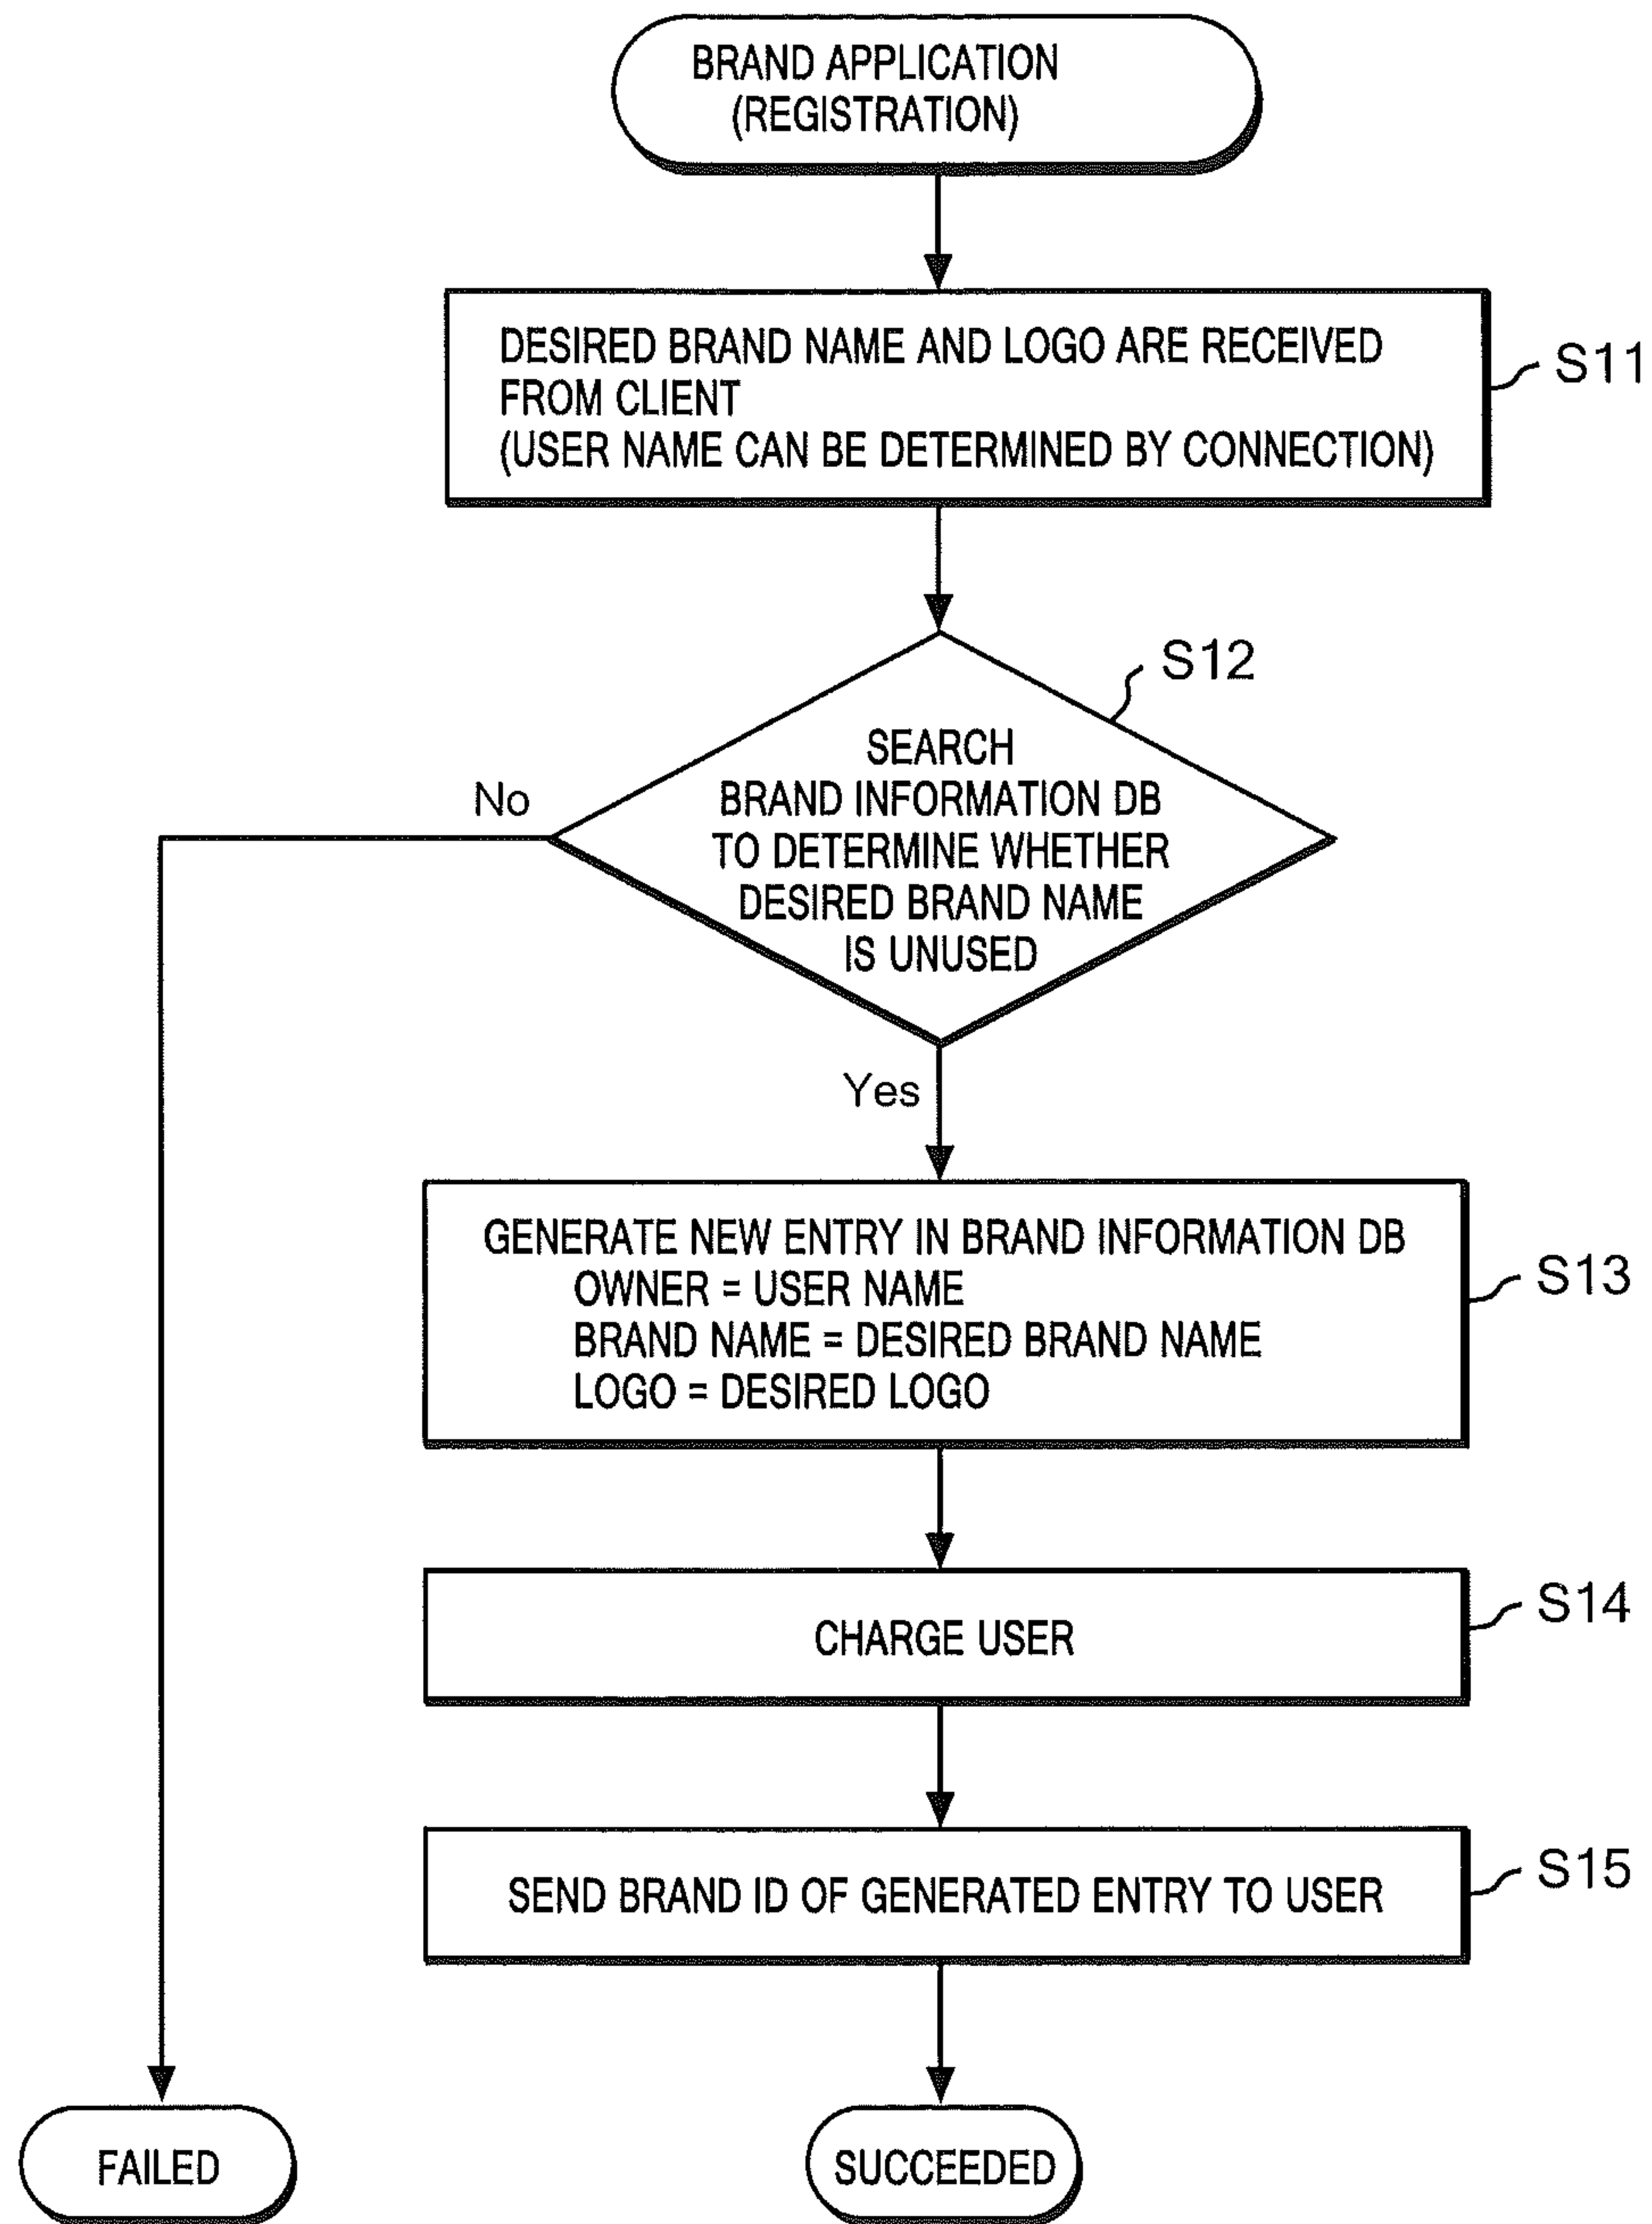 BRAND APPLICATION
(REGISTRATION)
DESIRED BRAND NAME AND LOGO ARE RECEIVED
FROM CLIENT
(USER NAME CAN BE DETERMINED BY CONNECTION)
S11
S12
SEARCH
BRAND INFORMATION DB
TO DETERMINE WHETHER
DESIRED BRAND NAME
IS UNUSED
No
Yes
GENERATE NEW ENTRY IN BRAND INFORMATION DB
OWNER = USER NAME
BRAND NAME = DESIRED BRAND NAME
LOGO = DESIRED LOGO
S13
CHARGE USER
S14
SEND BRAND ID OF GENERATED ENTRY TO USER
S15
FAILED
SUCCEEDED